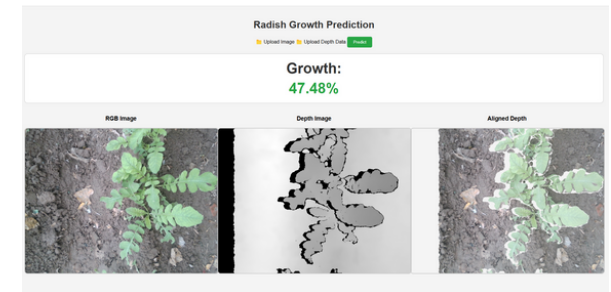 Radish Growth Prediction
Upload Image Upload Depth Data Predict
Growth:
47.48%
RGB Image Depth Image Aligned Depth